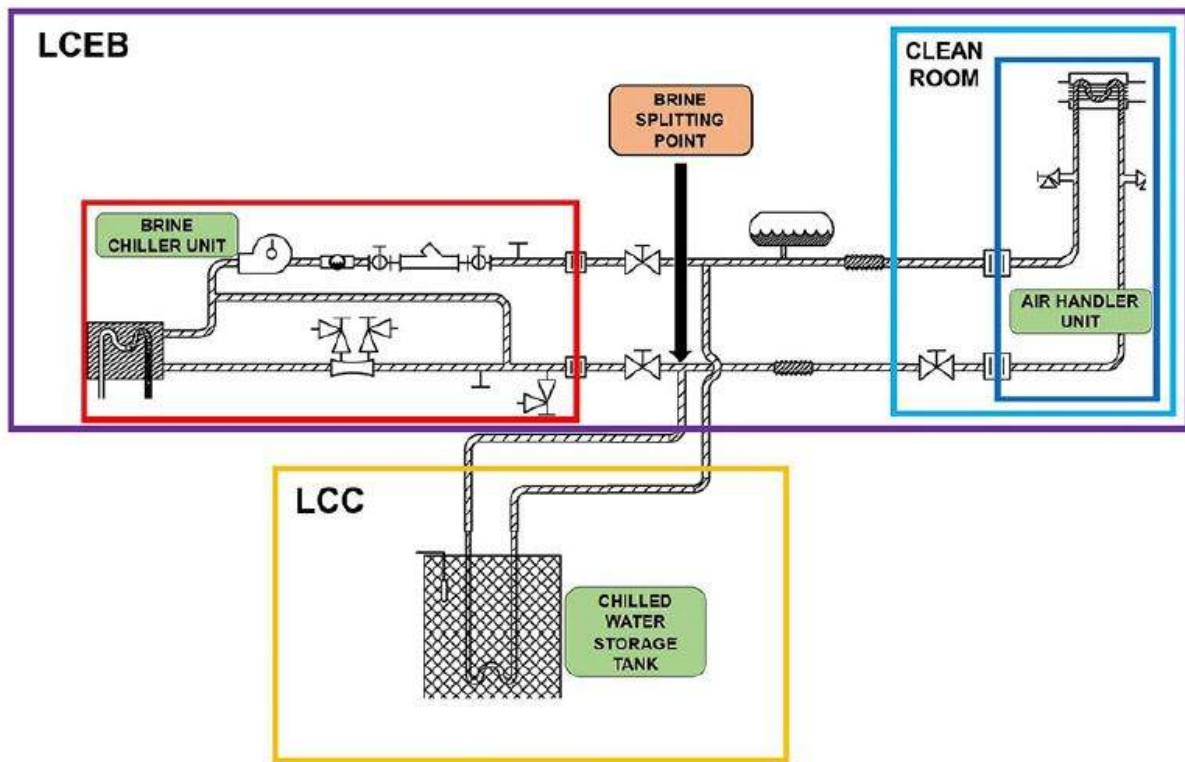 LCEB
CLEAN
ROOM
BRINE
SPLITTING
POINT
BRINE
CHILLER UNIT
AIR HANDLER
UNIT
LCC
CHILLED
WATER
STORAGE
TANK